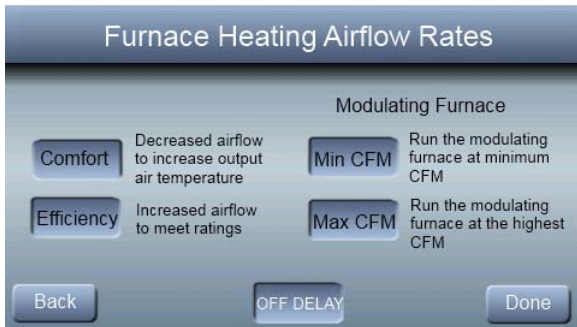 Furnace Heating Airflow Rates
Modulating Furnace
Comfort
Decreased airflow
to increase output
air temperature
Min CFM
Run the modulating
furnace at minimum
CFM
Efficiency
Increased airflow
to meet ratings
Max CFM
Run the modulating
furnace at the highest
CFM
Back
OFF DELAY
Done